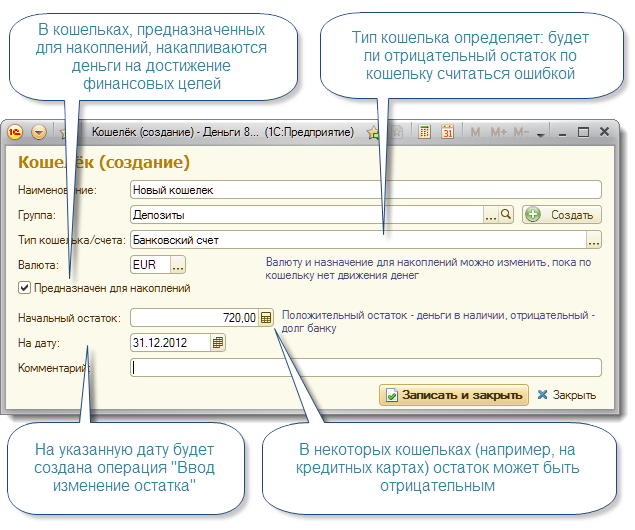 В кошельках, предназначенных
для накоплений, накапливаются
деньги на достижение
финансовых целей
Тип кошелька определяет: будет
ли отрицательный остаток по
кошельку считаться ошибкой
1С Кошелёк (создание) - Деньги 8... (1С:Предприятие) 31 M M+ M-
Кошелёк (создание)
Наименование: Новый кошелек
Группа: Депозиты ... Создать
Тип кошелька/счета: Банковский счет ...
Валюта: EUR ... Валюту и назначение для накоплений можно изменить, пока по
кошельку нет движения денег
Предназначен для накоплений
Начальный остаток: 720,00 Положительный остаток - деньги в наличии, отрицательный -
долг банку
На дату: 31.12.2012
Комментарий:
Записать и закрыть Закрыть
На указанную дату будет
создана операция "Ввод
изменение остатка"
В некоторых кошельках (например, на
кредитных картах) остаток может быть
отрицательным